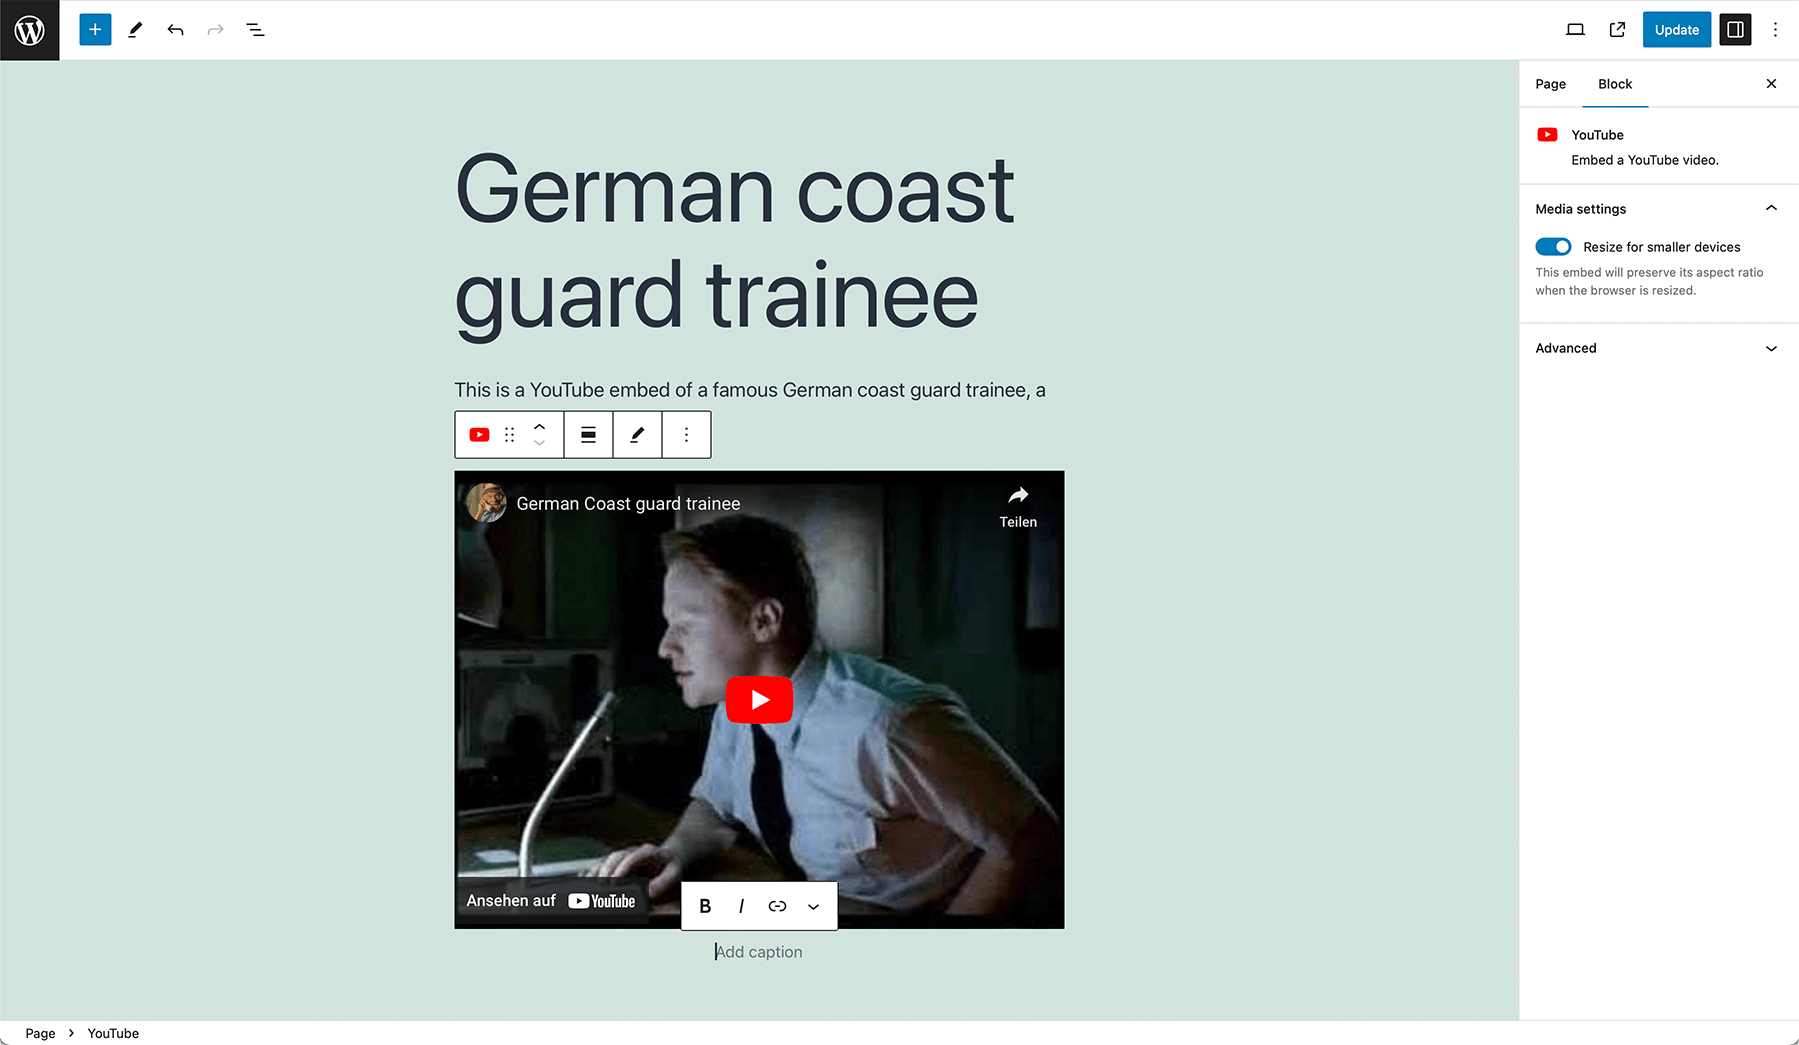 Update
Page
Block
YouTube
Embed a YouTube video.
Media settings
Resize for smaller devices
This embed will preserve its aspect ratio
when the browser is resized.
Advanced
German coast
guard trainee
This is a YouTube embed of a famous German coast guard trainee, a
German Coast guard trainee
Teilen
Ansehen auf YouTube
B I
Add caption
Page YouTube